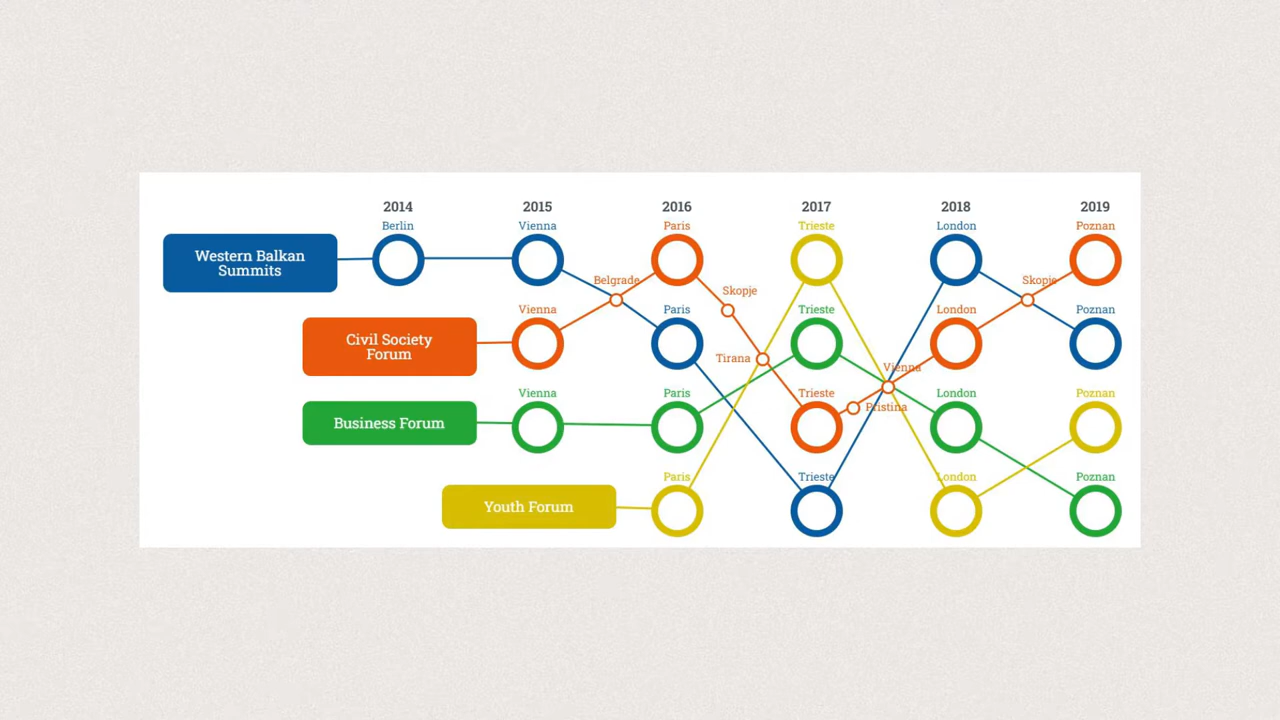 2014
2015
2016
2017
2018
2019
Berlin
Vienna
Paris
Trieste
London
Poznan
Western Balkan
Summits
Belgrade
Skopje
Skopje
Vienna
Paris
Trieste
London
Poznan
Civil Society
Forum
Tirana
Vienna
Vienna
Paris
Trieste
London
Poznan
Pristina
Business Forum
Paris
Trieste
London
Poznan
Youth Forum